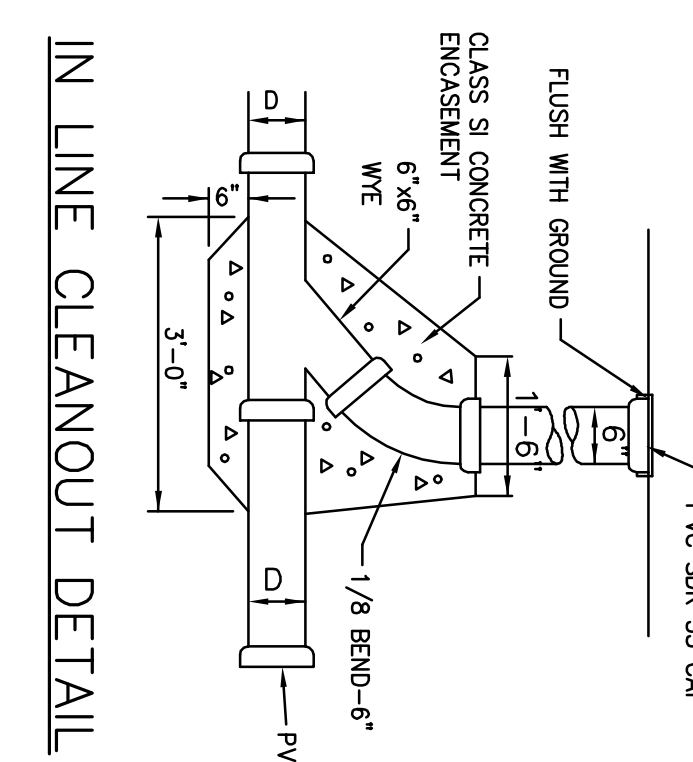 FLUSH WITH GROUND
CLASS SI CONCRETE
ENCASEMENT
6"x6"
WYE
D
6"
3'-0"
1'-6"
6"
D
1/8 BEND-6"
PV
IN LINE CLEANOUT DETAIL